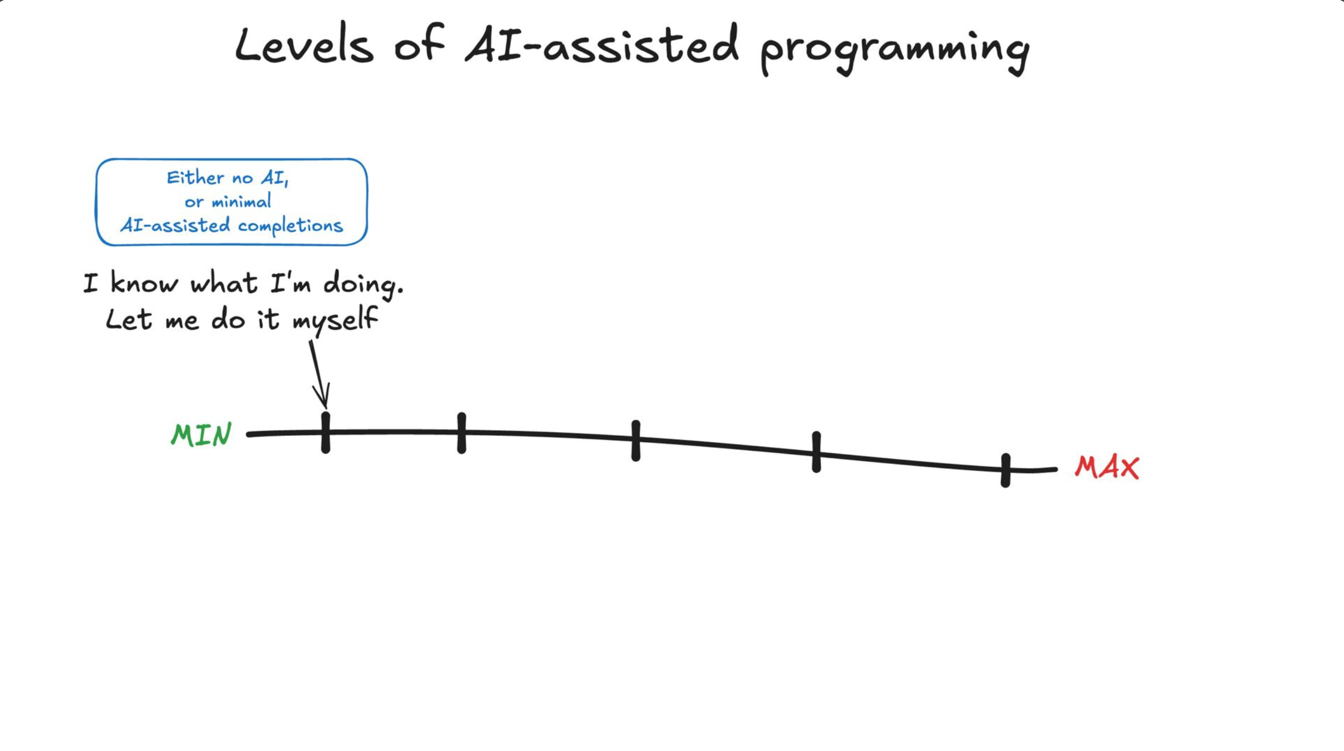 Levels of AI-assisted programming
Either no AI,
or minimal
AI-assisted completions
I know what I'm doing.
Let me do it myself
MIN
MAX